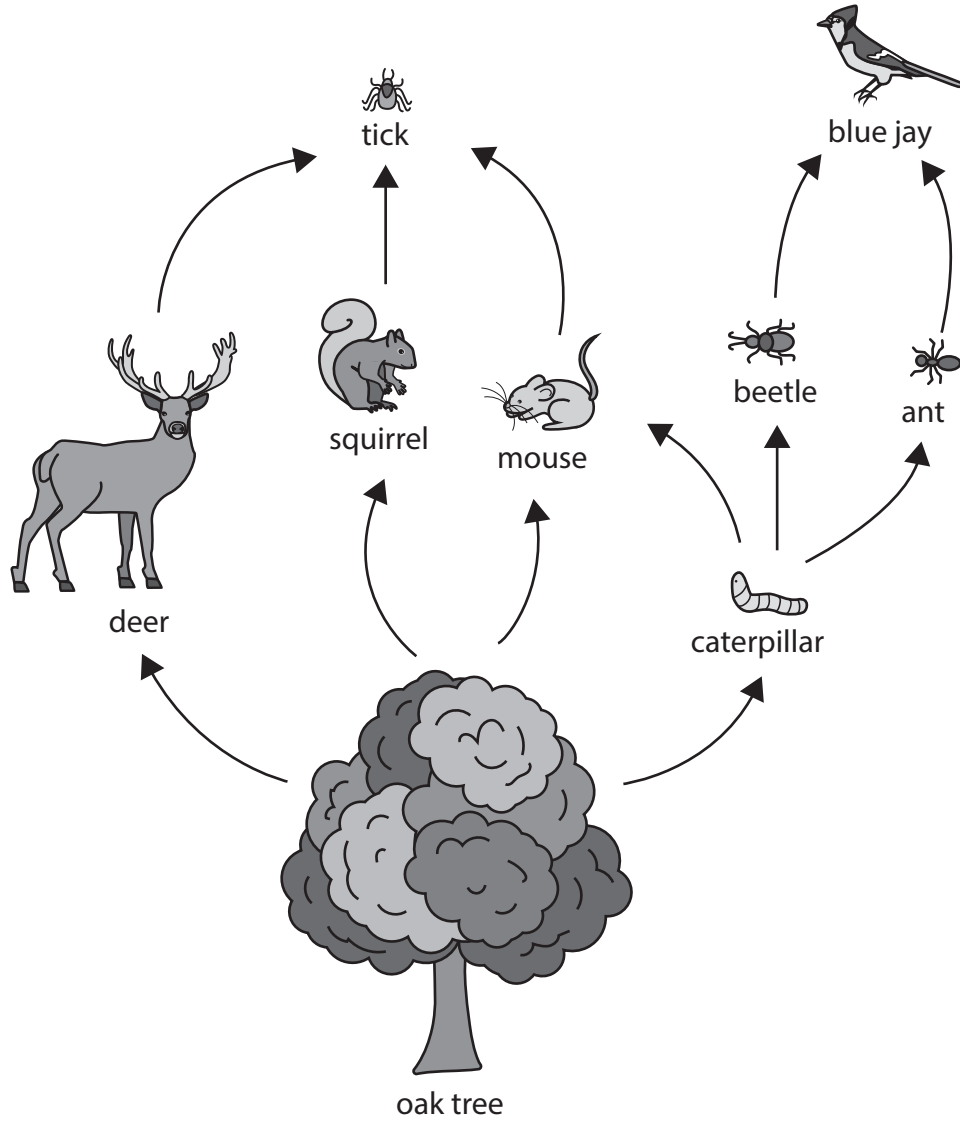 tick
blue jay
beetle
ant
squirrel
mouse
deer
caterpillar
oak tree